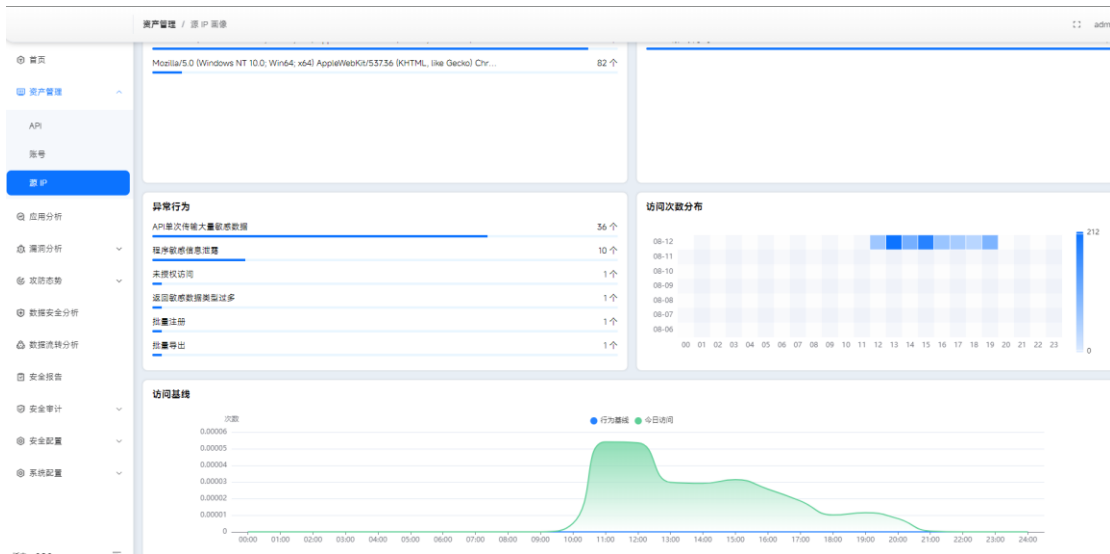 资产管理 / 源 IP 画像
adm
首页
资产管理
API
账号
源 IP
应用分析
漏洞分析
攻防态势
数据安全分析
数据流转分析
安全报告
安全审计
安全配置
系统配置
Mozilla/5.0 (Windows NT 10.0; Win64; x64) AppleWebKit/537.36 (KHTML, like Gecko) Chr... 82 个
异常行为
API单次传输大量敏感数据 36 个
程序敏感信息泄露 10 个
未授权访问 1 个
返回敏感数据类型过多 1 个
批量注册 1 个
批量导出 1 个
访问次数分布
212
08-12
08-11
08-10
08-09
08-08
08-07
08-06
00 01 02 03 04 05 06 07 08 09 10 11 12 13 14 15 16 17 18 19 20 21 22 23
0
访问基线
次数
行为基线 今日访问
0.00006
0.00005
0.00004
0.00003
0.00002
0.00001
0
00:00 01:00 02:00 03:00 04:00 05:00 06:00 07:00 08:00 09:00 10:00 11:00 12:00 13:00 14:00 15:00 16:00 17:00 18:00 19:00 20:00 21:00 22:00 23:00 24:00